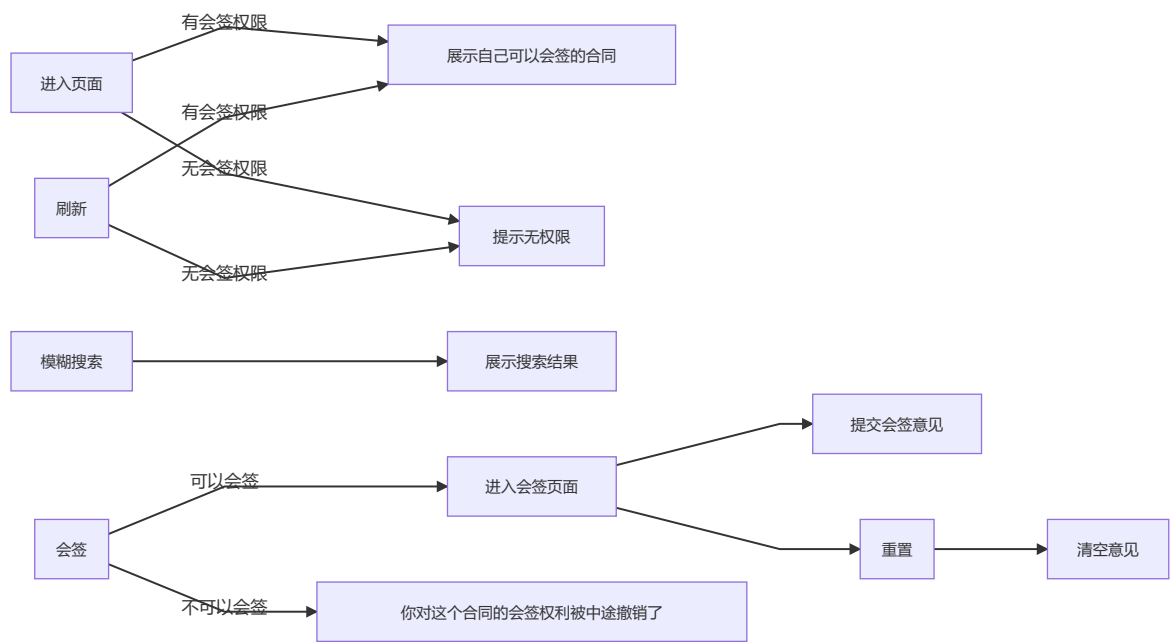 有会签权限
展示自己可以会签的合同
进入页面
有会签权限
无会签权限
刷新
提示无权限
无会签权限
模糊搜索
展示搜索结果
提交会签意见
可以会签
进入会签页面
会签
重置
清空意见
不可以会签
你对这个合同的会签权利被中途撤销了